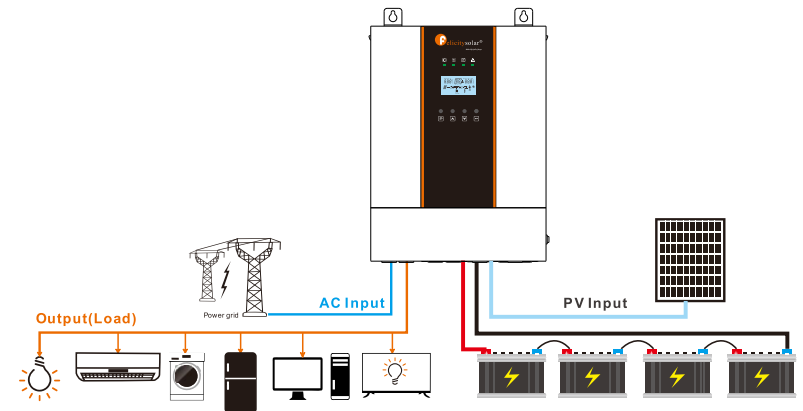 felicitysolar®
AC Input
PV Input
Power grid
Output(Load)